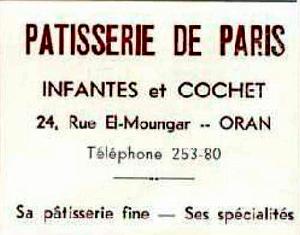 PATISSERIE DE PARIS
INFANTES et COCHET
24, Rue El-Moungar -- ORAN
Téléphone 253-80
Sa pâtisserie fine — Ses spécialités